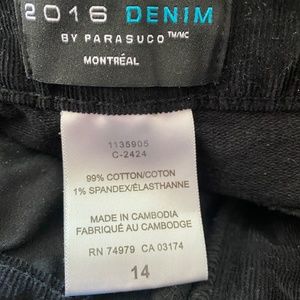 2016 DENIM
BY PARASUCO TM/MC
MONTRÉAL
1135905
C-2424
99% COTTON/COTON
1% SPANDEX/ÉLASTHANNE
MADE IN CAMBODIA
FABRIQUÉ AU CAMBODGE
RN 74979 CA 03174
14